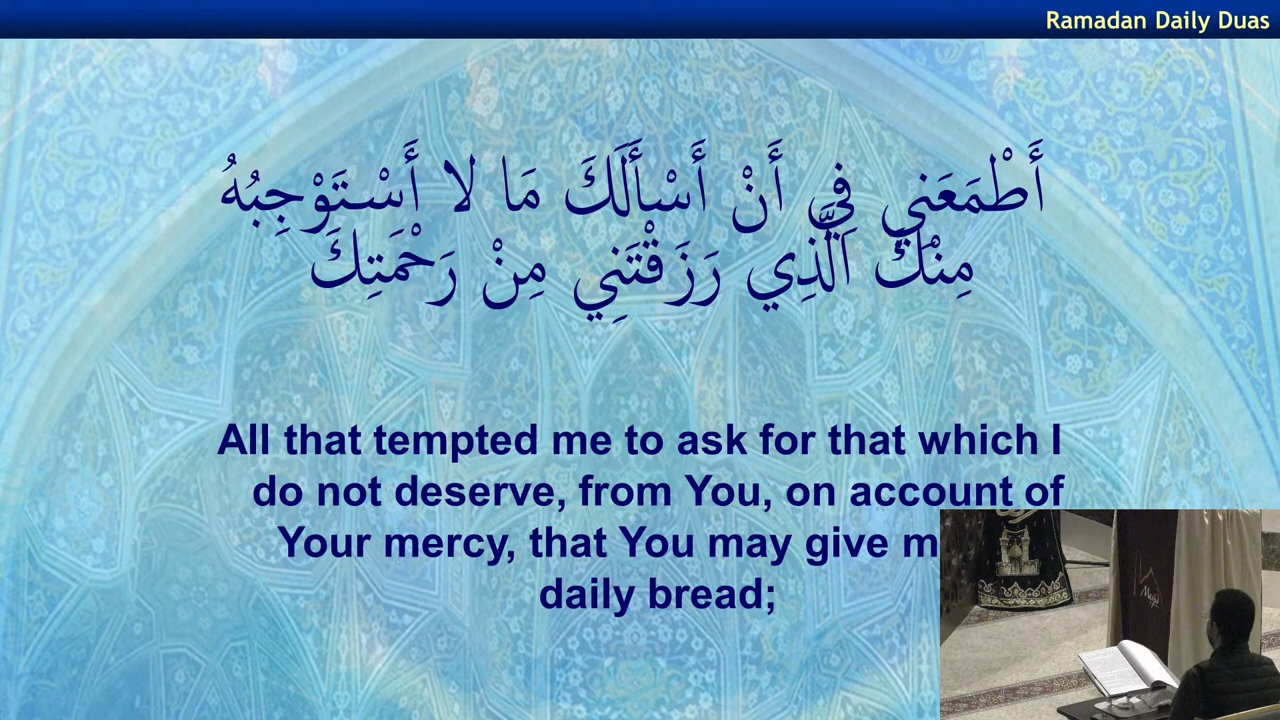 Ramadan Daily Duas
أَطْمَعَنِي فِي أَنْ أَسْأَلَكَ مَا لا أَسْتَوْجِبُهُ
مِنْكَ الَّذِي رَزَقْتَنِي مِنْ رَحْمَتِكَ
All that tempted me to ask for that which I
do not deserve, from You, on account of
Your mercy, that You may give m
daily bread;